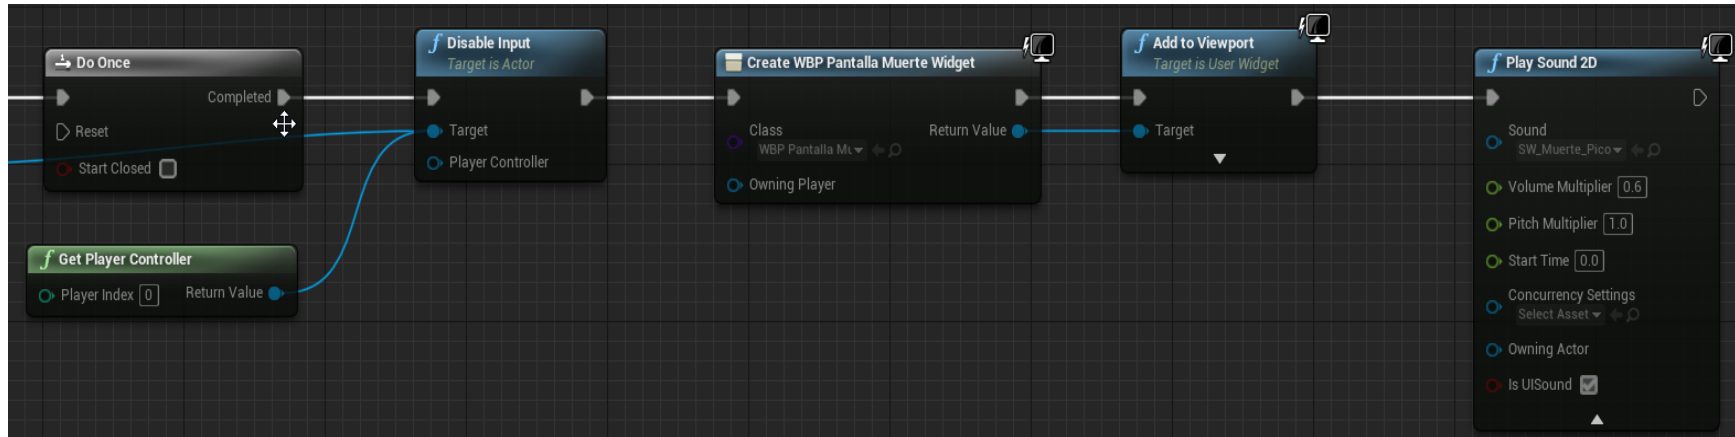 Do Once
Completed
Reset
Start Closed
Get Player Controller
Player Index 0
Return Value
Disable Input
Target is Actor
Target
Player Controller
Create WBP Pantalla Muerte Widget
Class
WBP Pantalla Mu
Return Value
Owning Player
Add to Viewport
Target is User Widget
Target
Play Sound 2D
Sound
SW_Muerte_Pico
Volume Multiplier 0.6
Pitch Multiplier 1.0
Start Time 0.0
Concurrency Settings
Select Asset
Owning Actor
Is UISound